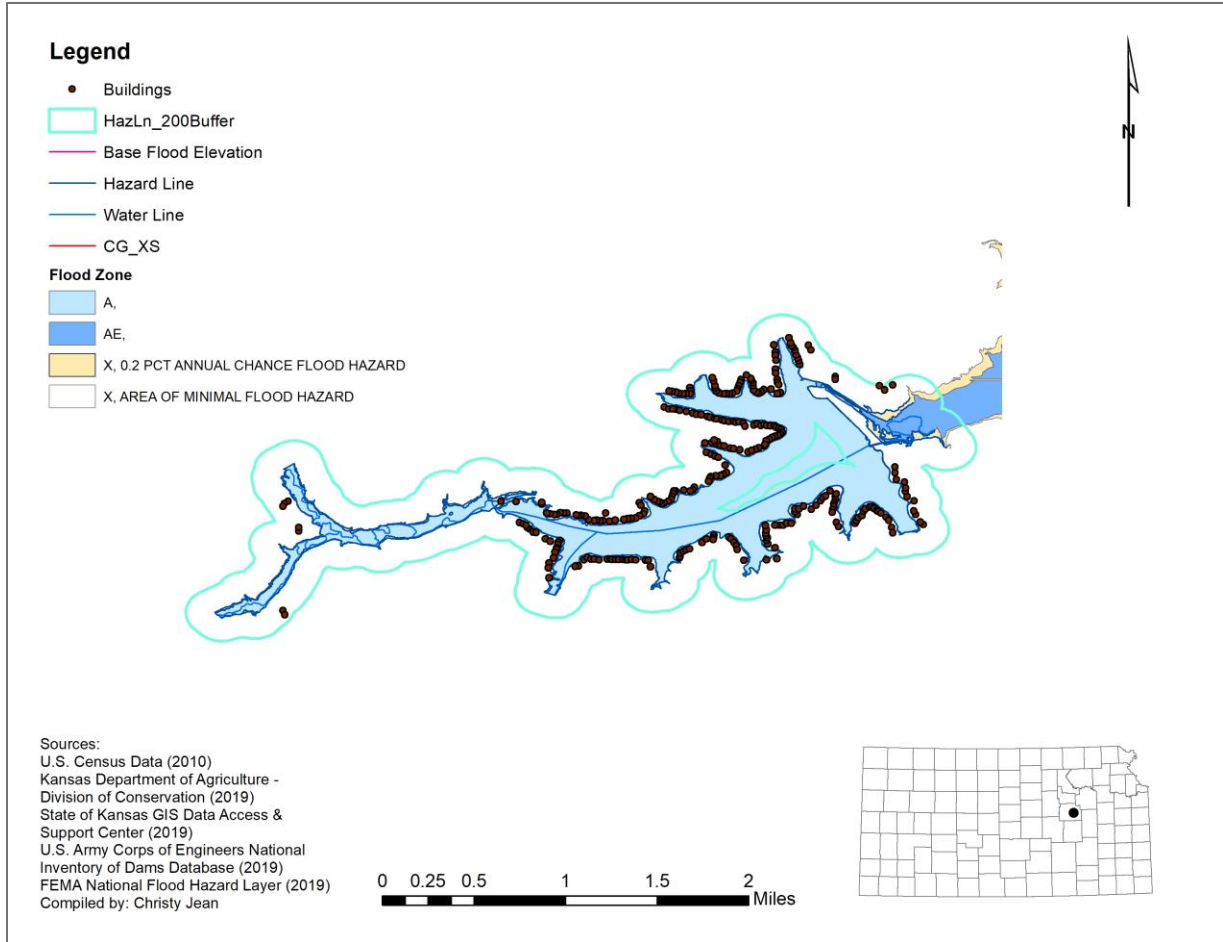 Legend
Buildings
HazLn_200Buffer
Base Flood Elevation
Hazard Line
Water Line
CG_XS
Flood Zone
A,
AE,
X, 0.2 PCT ANNUAL CHANCE FLOOD HAZARD
X, AREA OF MINIMAL FLOOD HAZARD
N
Sources:
U.S. Census Data (2010)
Kansas Department of Agriculture -
Division of Conservation (2019)
State of Kansas GIS Data Access &
Support Center (2019)
U.S. Army Corps of Engineers National
Inventory of Dams Database (2019)
FEMA National Flood Hazard Layer (2019)
Compiled by: Christy Jean
0 0.25 0.5 1 1.5 2
Miles